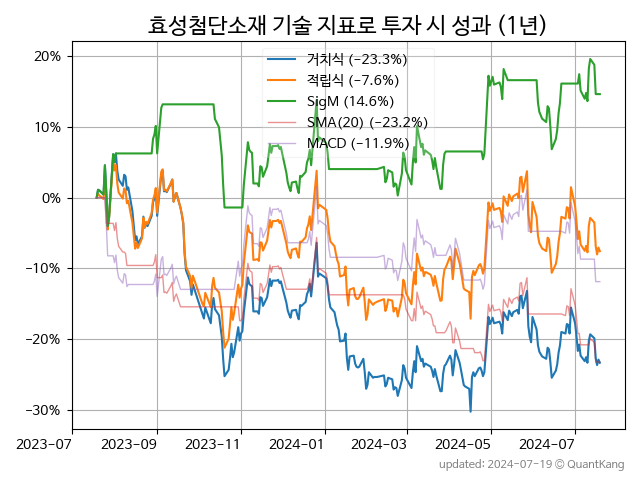 효성첨단소재 기술 지표로 투자 시 성과 (1년)
거치식 (−23.3%)
적립식 (−7.6%)
SigM (14.6%)
SMA(20) (−23.2%)
MACD (−11.9%)
20%
10%
0%
−10%
−20%
−30%
2023-07 2023-09 2023-11 2024-01 2024-03 2024-05 2024-07
updated: 2024-07-19 © QuantKang